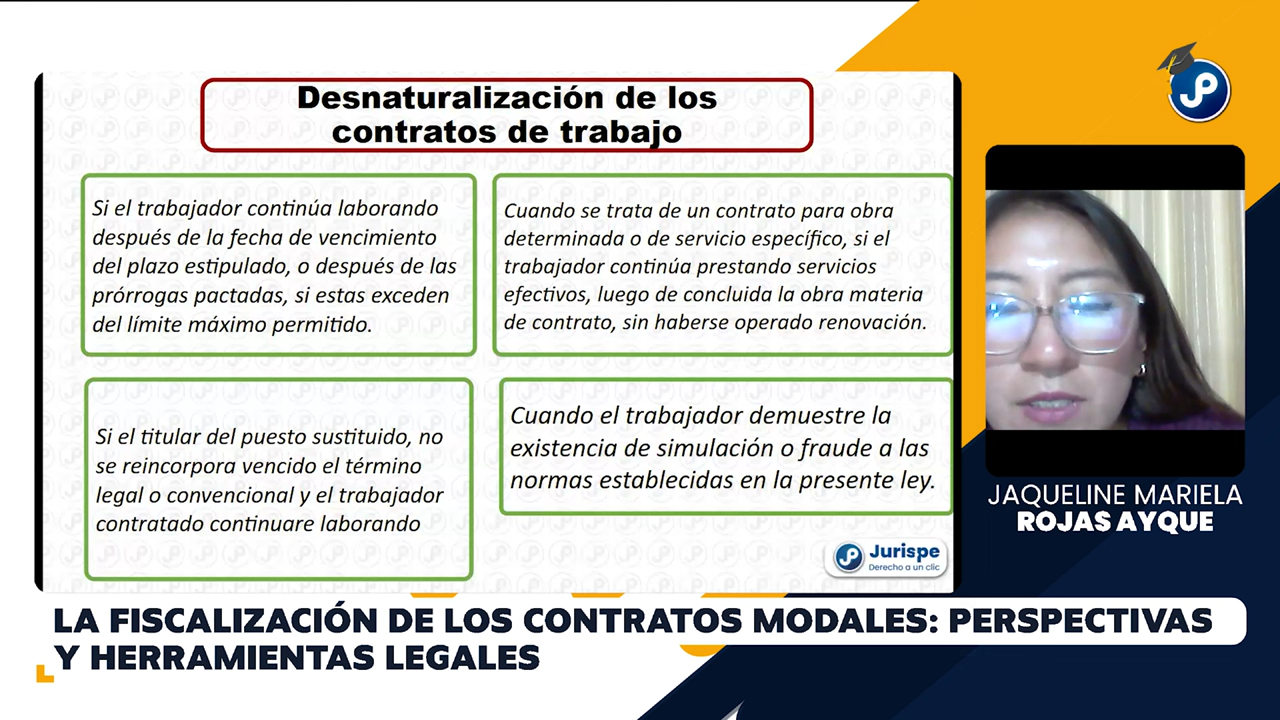 Desnaturalización de los
contratos de trabajo
Si el trabajador continúa laborando
después de la fecha de vencimiento
del plazo estipulado, o después de las
prórrogas pactadas, si estas exceden
del límite máximo permitido.
Cuando se trata de un contrato para obra
determinada o de servicio específico, si el
trabajador continúa prestando servicios
efectivos, luego de concluida la obra materia
de contrato, sin haberse operado renovación.
Si el titular del puesto sustituido, no
se reincorpora vencido el término
legal o convencional y el trabajador
contratado continuare laborando
Cuando el trabajador demuestre la
existencia de simulación o fraude a las
normas establecidas en la presente ley.
JP
Jurispe
Derecho a un clic
JP
JAQUELINE MARIELA
ROJAS AYQUE
LA FISCALIZACIÓN DE LOS CONTRATOS MODALES: PERSPECTIVAS
Y HERRAMIENTAS LEGALES